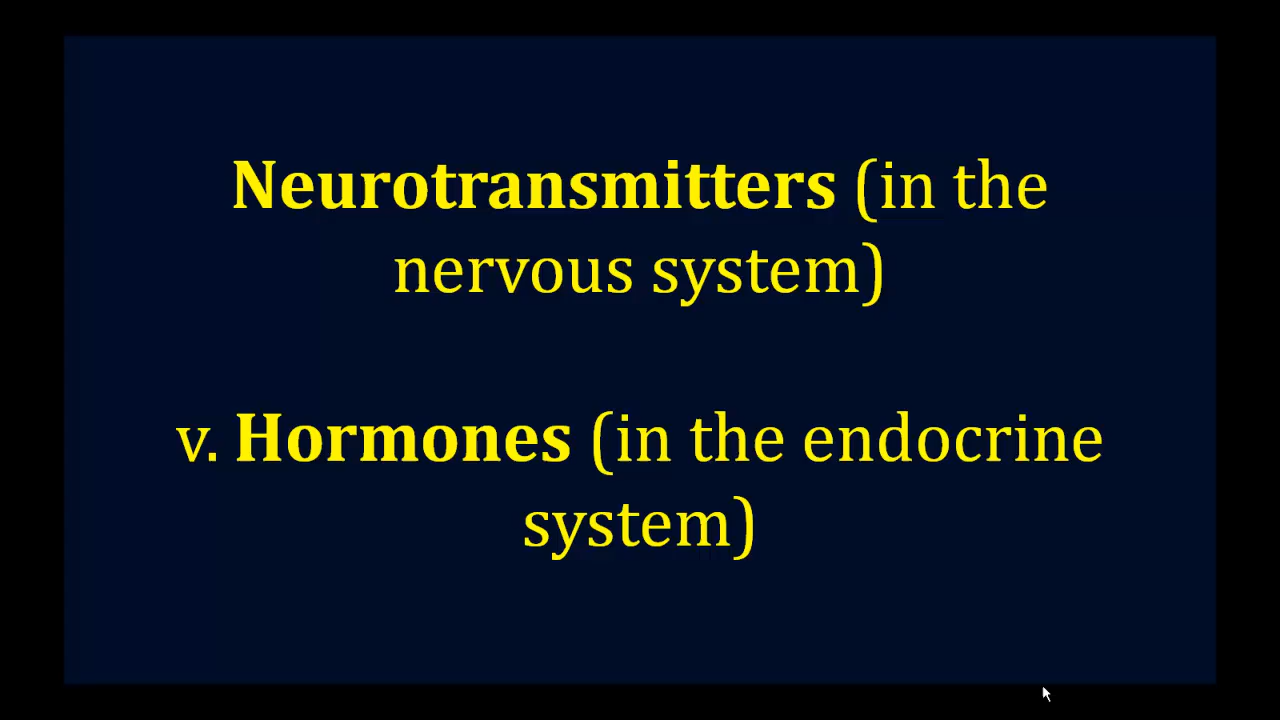 Neurotransmitters (in the
nervous system)
v. Hormones (in the endocrine
system)